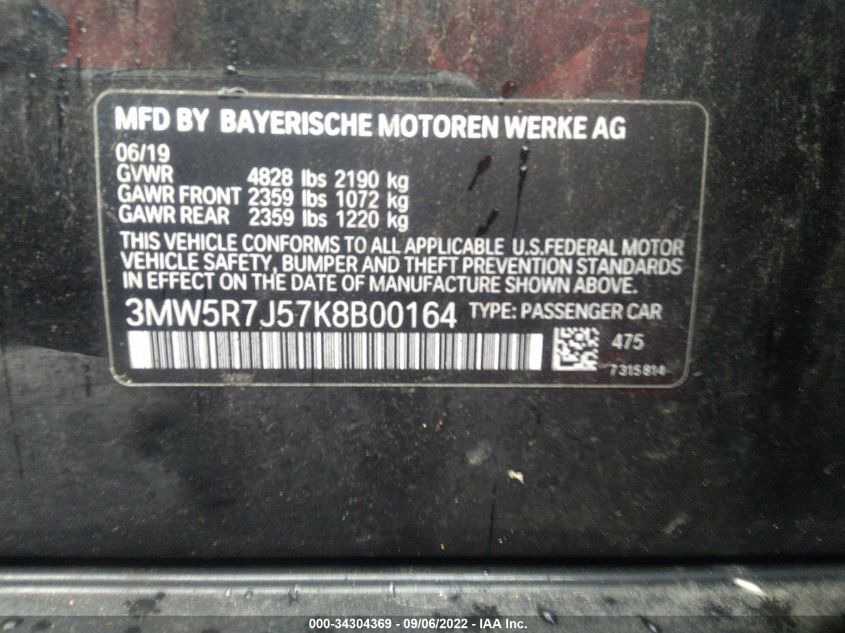 MFD BY BAYERISCHE MOTOREN WERKE AG
06/19
GVWR 4828 lbs 2190 kg
GAWR FRONT 2359 lbs 1072 kg
GAWR REAR 2359 lbs 1220 kg
THIS VEHICLE CONFORMS TO ALL APPLICABLE U.S.FEDERAL MOTOR
VEHICLE SAFETY, BUMPER AND THEFT PREVENTION STANDARDS
IN EFFECT ON THE DATE OF MANUFACTURE SHOWN ABOVE.
3MW5R7J57K8B00164 TYPE: PASSENGER CAR
475
7315814
000-34304369 - 09/06/2022 - IAA Inc.